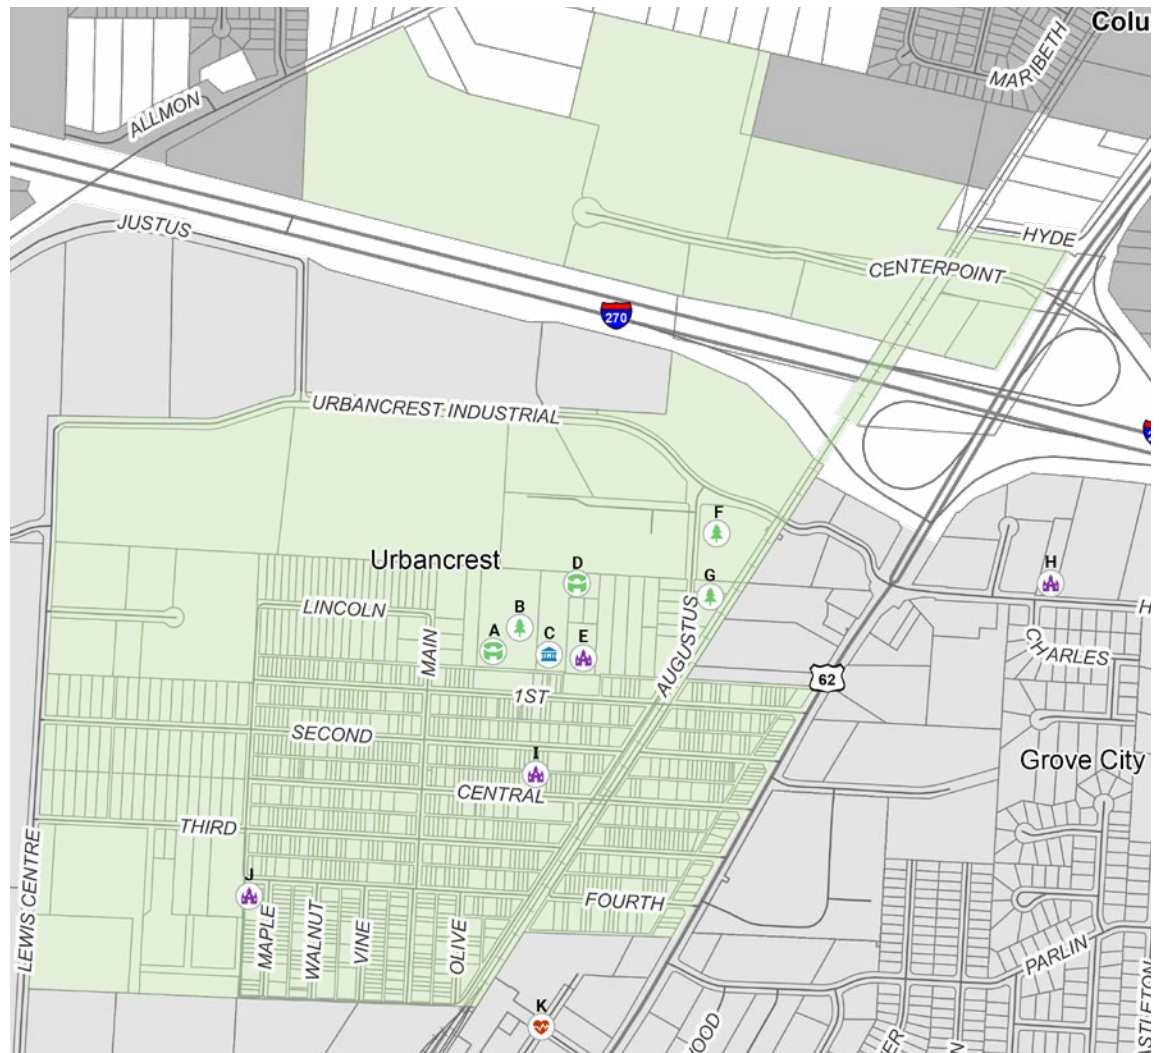 Colu
MARIBETH
ALLMON
JUSTUS
HYDE
CENTERPOINT
270
URBANCREST INDUSTRIAL
F
Urbancrest
D
H
G
B
LINCOLN
A
C
E
MAIN
AUGUSTUS
CHARLES
62
1ST
SECOND
I
Grove City
CENTRAL
THIRD
LEWIS CENTRE
J
FOURTH
MAPLE
WALNUT
VINE
OLIVE
PARLIN
K